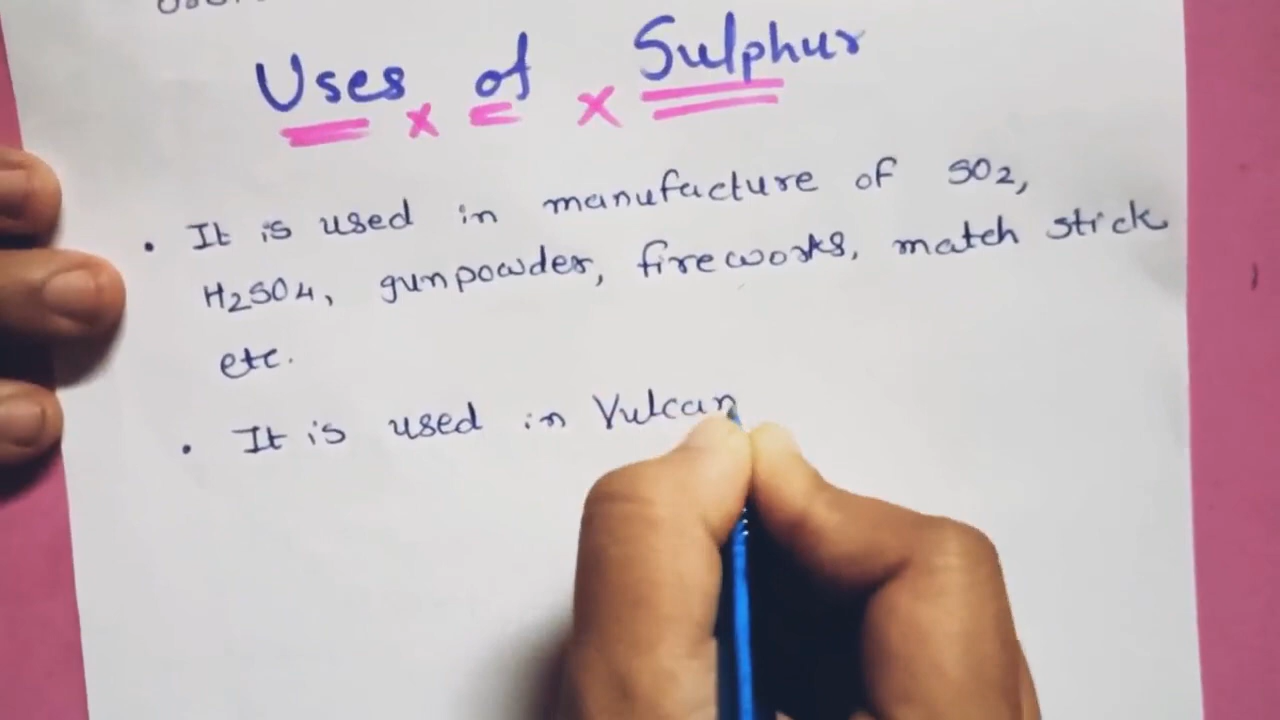 Uses of Sulphur
• It is used in manufacture of SO2,
H2SO4, gunpowder, fireworks, match stick
etc.
• It is used in Vulcan